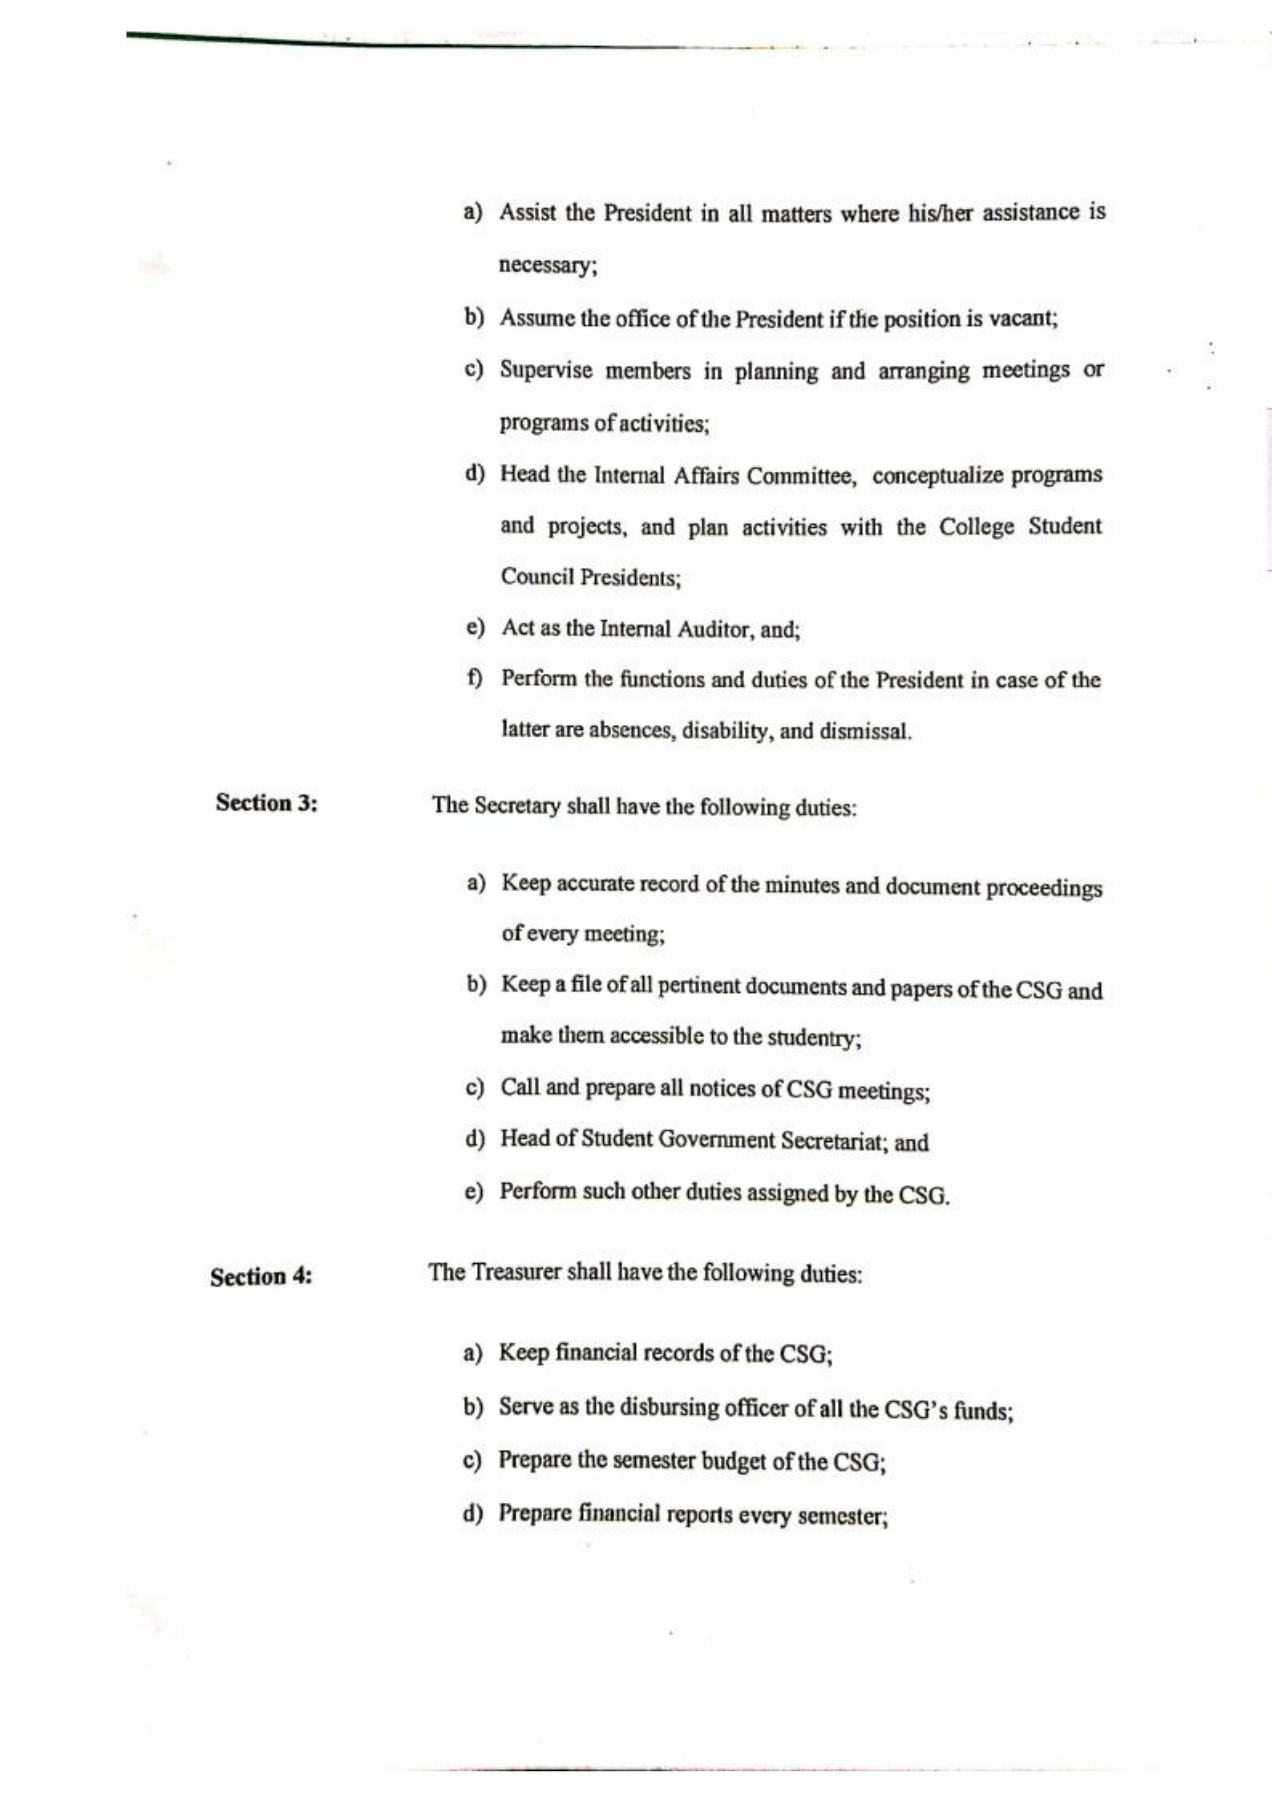 a) Assist the President in all matters where his/her assistance is
necessary;
b) Assume the office of the President if the position is vacant;
c) Supervise members in planning and arranging meetings or
programs of activities;
d) Head the Internal Affairs Committee, conceptualize programs
and projects, and plan activities with the College Student
Council Presidents;
e) Act as the Internal Auditor, and;
f) Perform the functions and duties of the President in case of the
latter are absences, disability, and dismissal.
Section 3: The Secretary shall have the following duties:
a) Keep accurate record of the minutes and document proceedings
of every meeting;
b) Keep a file of all pertinent documents and papers of the CSG and
make them accessible to the studentry;
c) Call and prepare all notices of CSG meetings;
d) Head of Student Government Secretariat; and
e) Perform such other duties assigned by the CSG.
Section 4: The Treasurer shall have the following duties:
a) Keep financial records of the CSG;
b) Serve as the disbursing officer of all the CSG's funds;
c) Prepare the semester budget of the CSG;
d) Prepare financial reports every semester;